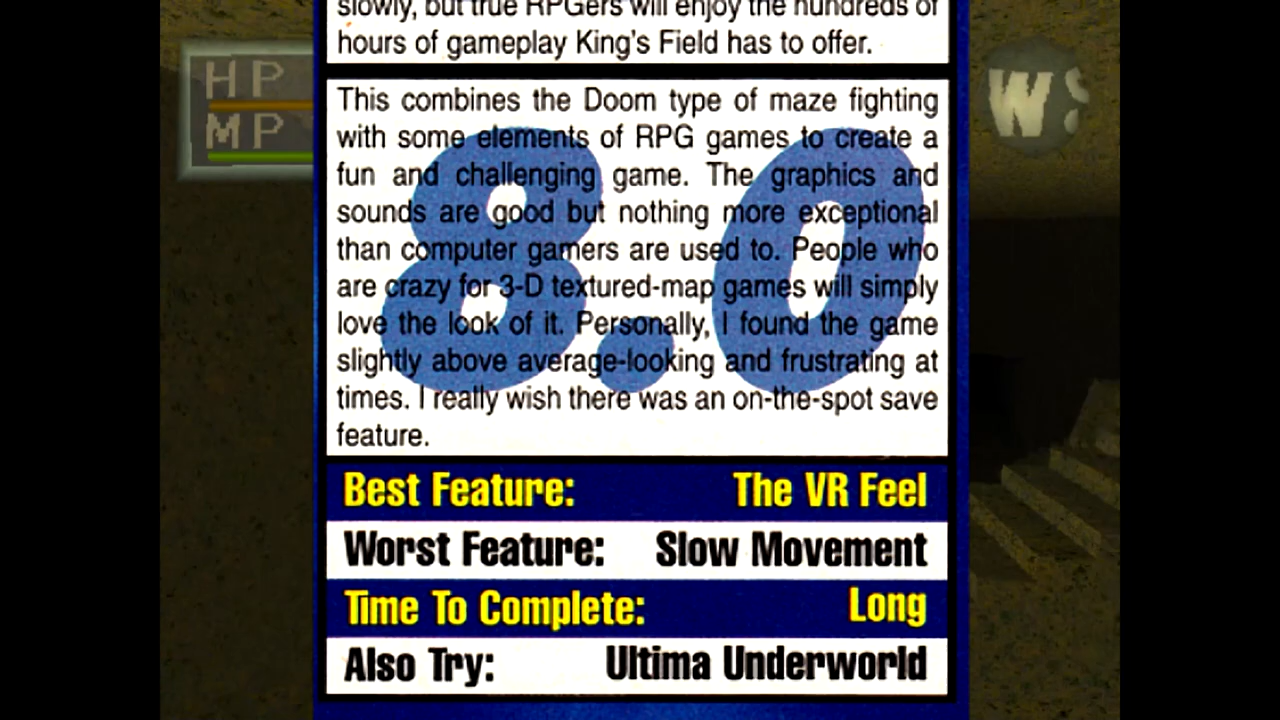 slowly, but true RPGers will enjoy the hundreds of
hours of gameplay King's Field has to offer.
This combines the Doom type of maze fighting
with some elements of RPG games to create a
fun and challenging game. The graphics and
sounds are good but nothing more exceptional
than computer gamers are used to. People who
are crazy for 3-D textured-map games will simply
love the look of it. Personally, I found the game
slightly above average-looking and frustrating at
times. I really wish there was an on-the-spot save
feature.
8.0
Best Feature: The VR Feel
Worst Feature: Slow Movement
Time To Complete: Long
Also Try: Ultima Underworld
HP
MP
W